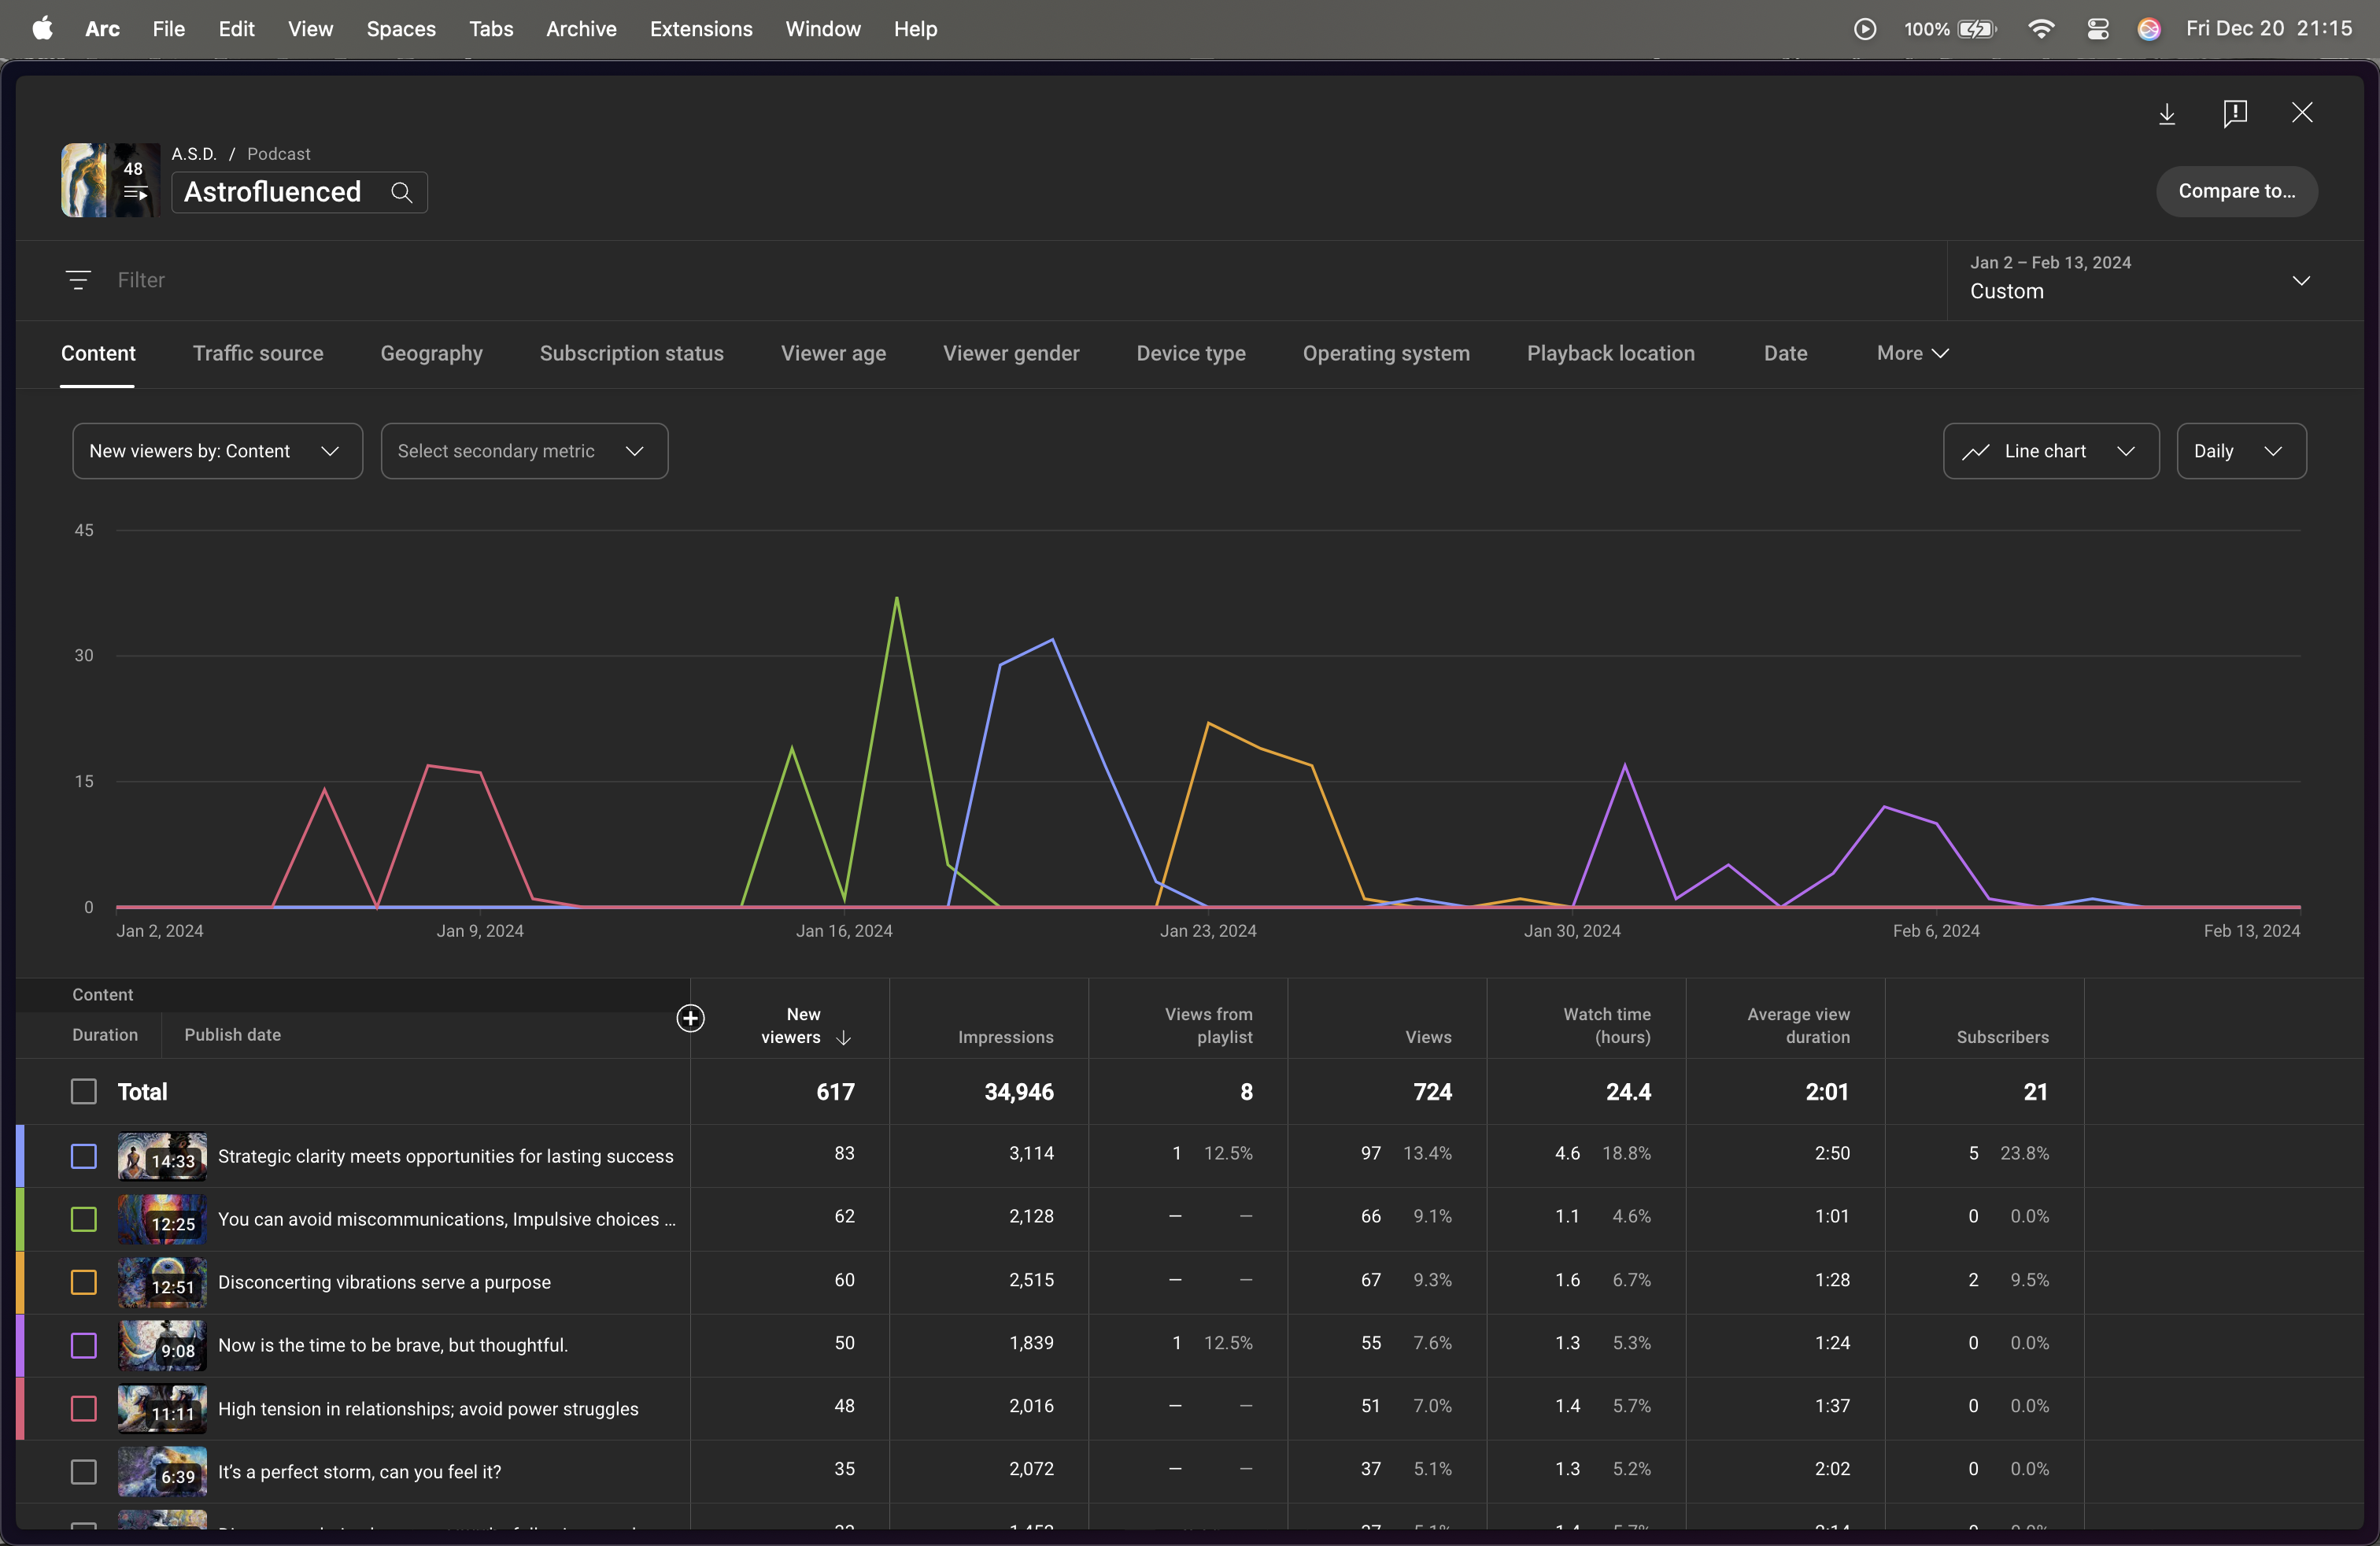 Arc File Edit View Spaces Tabs Archive Extensions Window Help 100% Fri Dec 20 21:15
48
A.S.D. / Podcast
Astrofluenced
Compare to...
Filter
Jan 2 – Feb 13, 2024
Custom
Content Traffic source Geography Subscription status Viewer age Viewer gender Device type Operating system Playback location Date More
New viewers by: Content Select secondary metric Line chart Daily
45
30
15
0
Jan 2, 2024 Jan 9, 2024 Jan 16, 2024 Jan 23, 2024 Jan 30, 2024 Feb 6, 2024 Feb 13, 2024
Content
Duration Publish date
New viewers Impressions Views from playlist Views Watch time (hours) Average view duration Subscribers
Total 617 34,946 8 724 24.4 2:01 21
14:33 Strategic clarity meets opportunities for lasting success 83 3,114 1 12.5% 97 13.4% 4.6 18.8% 2:50 5 23.8%
12:25 You can avoid miscommunications, Impulsive choices ... 62 2,128 — — 66 9.1% 1.1 4.6% 1:01 0 0.0%
12:51 Disconcerting vibrations serve a purpose 60 2,515 — — 67 9.3% 1.6 6.7% 1:28 2 9.5%
9:08 Now is the time to be brave, but thoughtful. 50 1,839 1 12.5% 55 7.6% 1.3 5.3% 1:24 0 0.0%
11:11 High tension in relationships; avoid power struggles 48 2,016 — — 51 7.0% 1.4 5.7% 1:37 0 0.0%
6:39 It's a perfect storm, can you feel it? 35 2,072 — — 37 5.1% 1.3 5.2% 2:02 0 0.0%